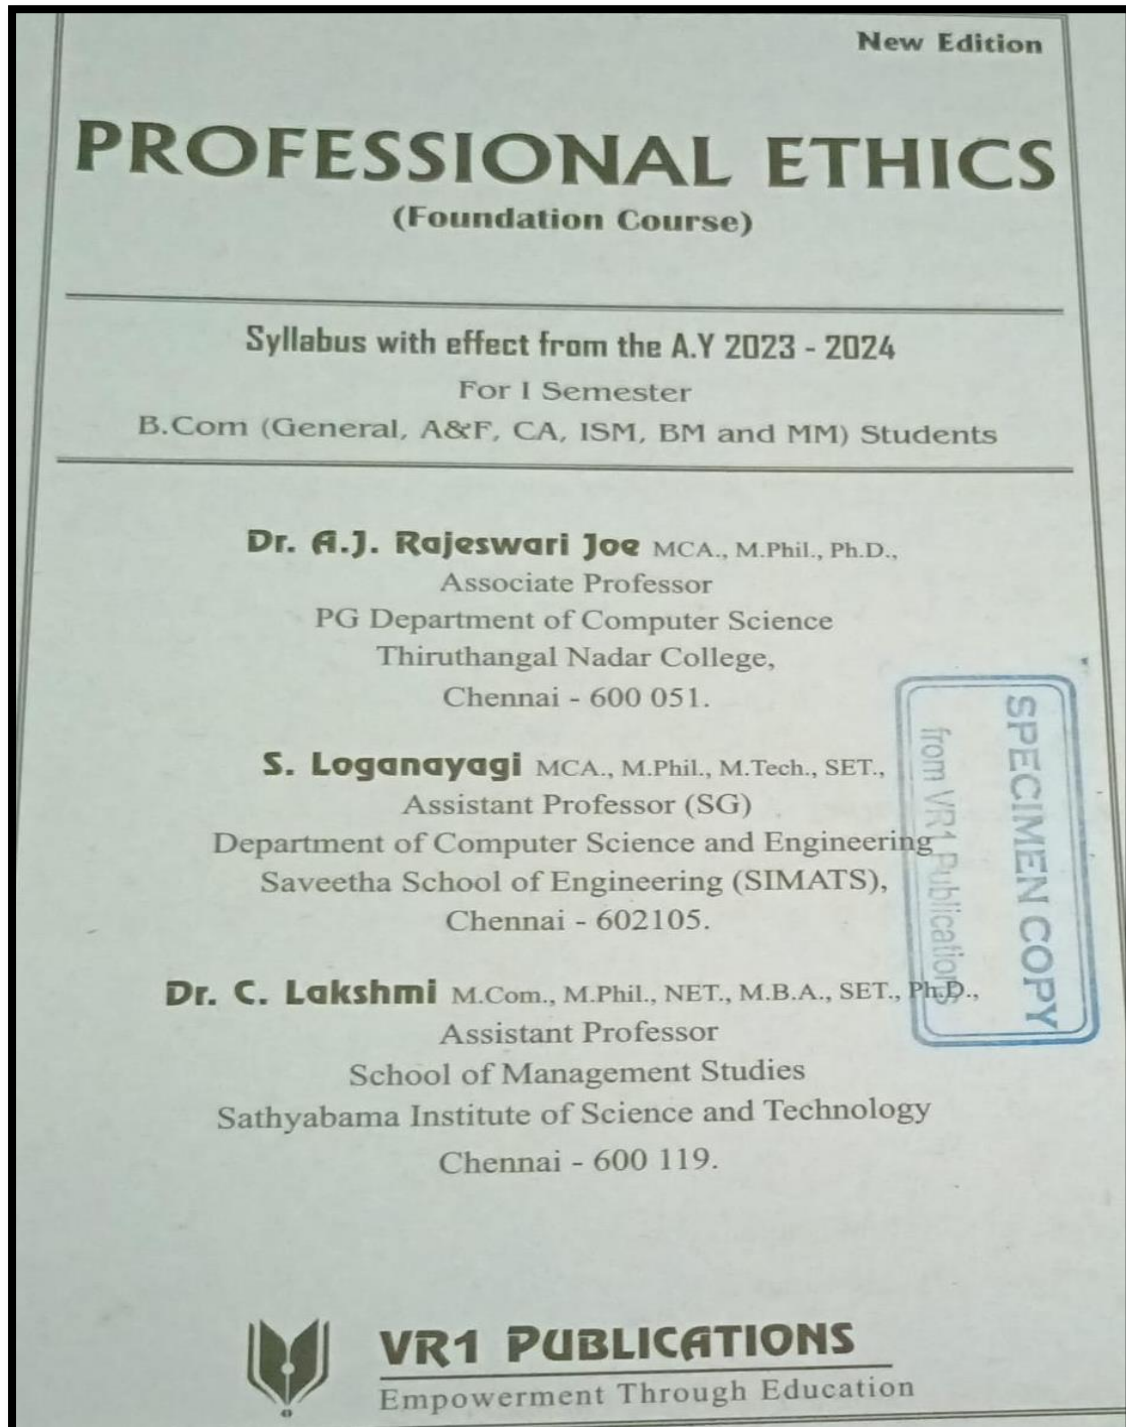 New Edition
PROFESSIONAL ETHICS
(Foundation Course)
Syllabus with effect from the A.Y 2023 - 2024
For I Semester
B.Com (General, A&F, CA, ISM, BM and MM) Students
Dr. A.J. Rajeswari Joe MCA., M.Phil., Ph.D.,
Associate Professor
PG Department of Computer Science
Thiruthangal Nadar College,
Chennai - 600 051.
S. Loganayagi MCA., M.Phil., M.Tech., SET.,
Assistant Professor (SG)
Department of Computer Science and Engineering
Saveetha School of Engineering (SIMATS),
Chennai - 602105.
Dr. C. Lakshmi M.Com., M.Phil., NET., M.B.A., SET., Ph.D.,
Assistant Professor
School of Management Studies
Sathyabama Institute of Science and Technology
Chennai - 600 119.
SPECIMEN COPY
from VR1 Publications
VR1 PUBLICATIONS
Empowerment Through Education